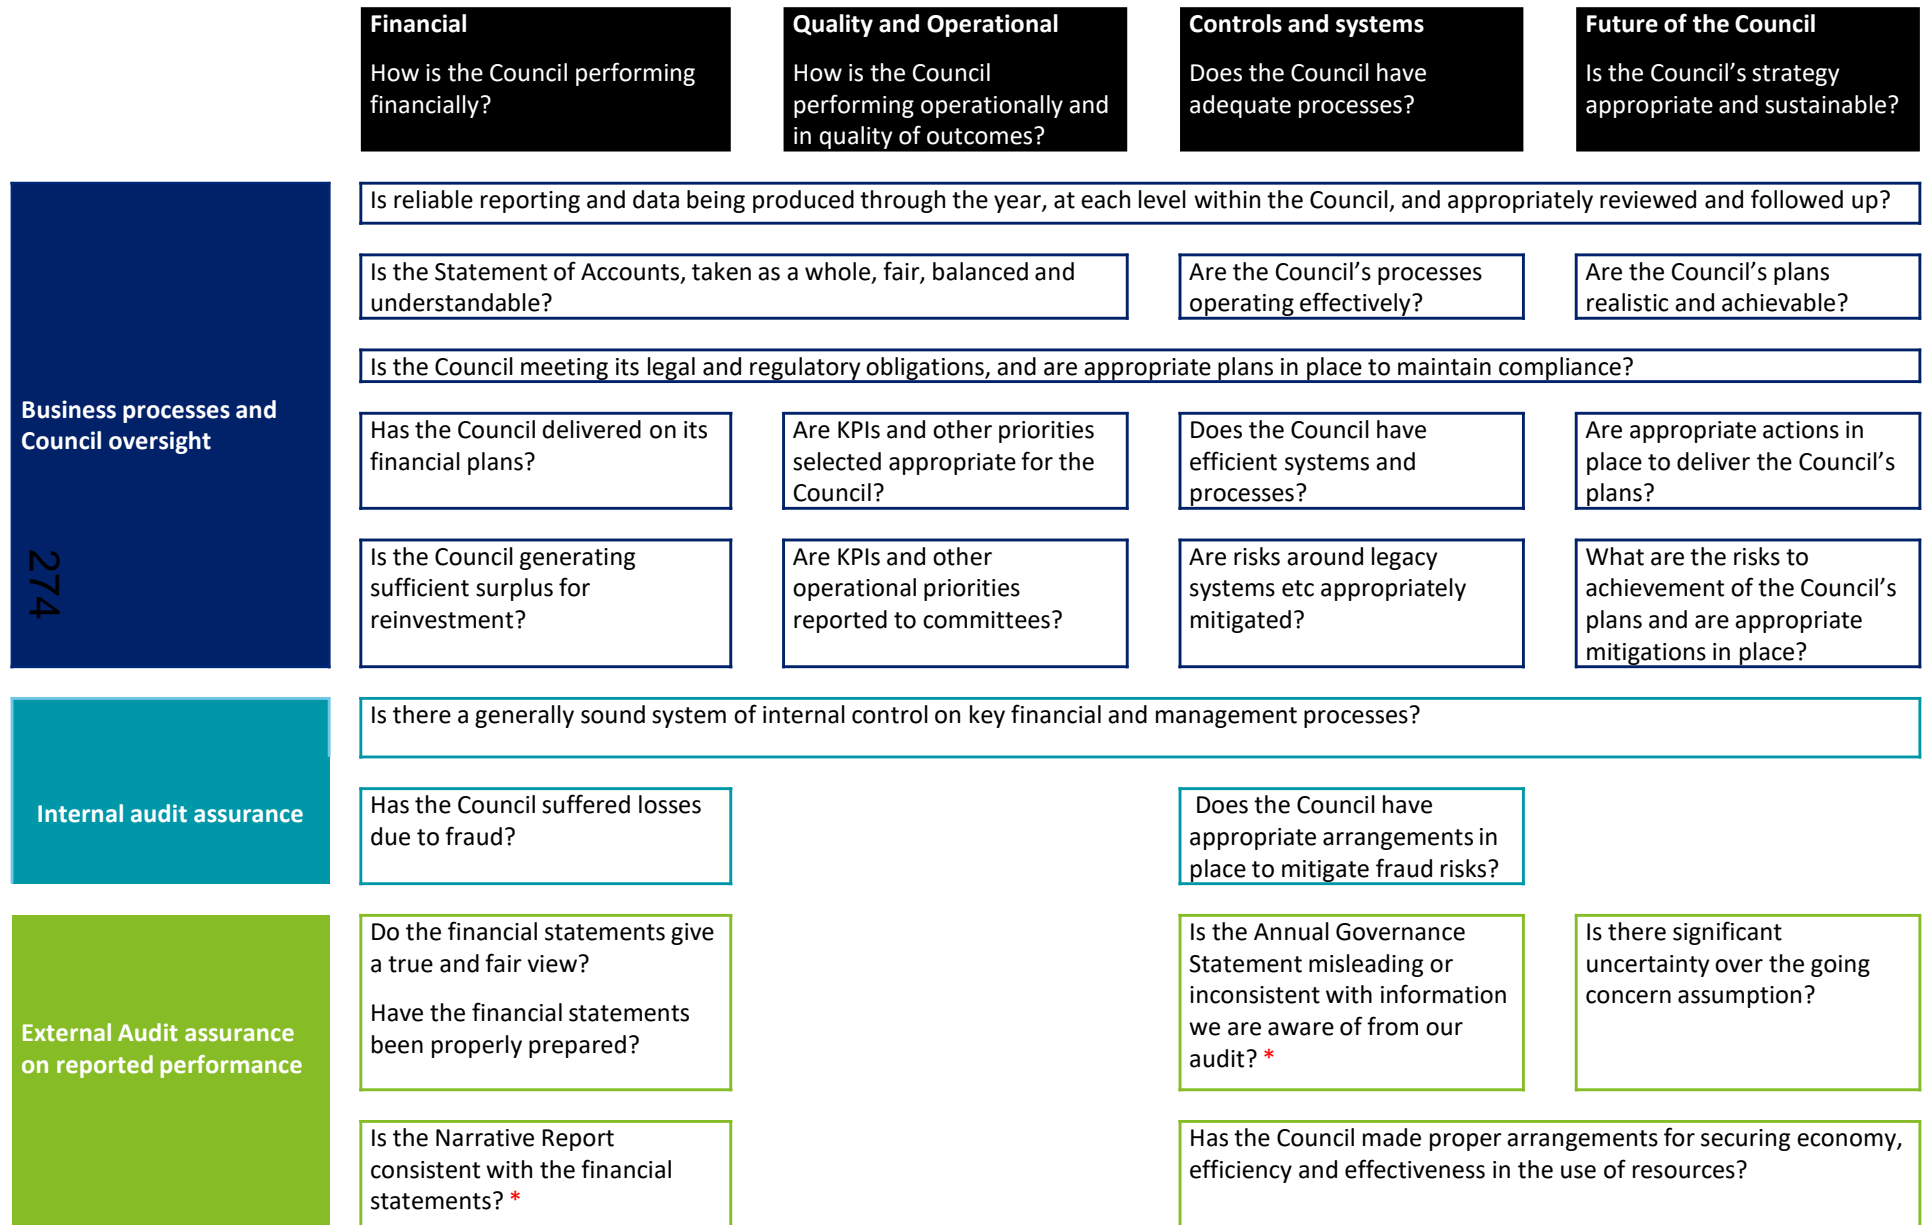 Financial
How is the Council performing
financially?
Quality and Operational
How is the Council
performing operationally and
in quality of outcomes?
Controls and systems
Does the Council have
adequate processes?
Future of the Council
Is the Council’s strategy
appropriate and sustainable?
Business processes and
Council oversight
274
Is reliable reporting and data being produced through the year, at each level within the Council, and appropriately reviewed and followed up?
Is the Statement of Accounts, taken as a whole, fair, balanced and
understandable?
Are the Council’s processes
operating effectively?
Are the Council’s plans
realistic and achievable?
Is the Council meeting its legal and regulatory obligations, and are appropriate plans in place to maintain compliance?
Has the Council delivered on its
financial plans?
Are KPIs and other priorities
selected appropriate for the
Council?
Does the Council have
efficient systems and
processes?
Are appropriate actions in
place to deliver the Council’s
plans?
Is the Council generating
sufficient surplus for
reinvestment?
Are KPIs and other
operational priorities
reported to committees?
Are risks around legacy
systems etc appropriately
mitigated?
What are the risks to
achievement of the Council’s
plans and are appropriate
mitigations in place?
Internal audit assurance
Is there a generally sound system of internal control on key financial and management processes?
Has the Council suffered losses
due to fraud?
Does the Council have
appropriate arrangements in
place to mitigate fraud risks?
External Audit assurance
on reported performance
Do the financial statements give
a true and fair view?
Have the financial statements
been properly prepared?
Is the Annual Governance
Statement misleading or
inconsistent with information
we are aware of from our
audit? *
Is there significant
uncertainty over the going
concern assumption?
Is the Narrative Report
consistent with the financial
statements? *
Has the Council made proper arrangements for securing economy,
efficiency and effectiveness in the use of resources?